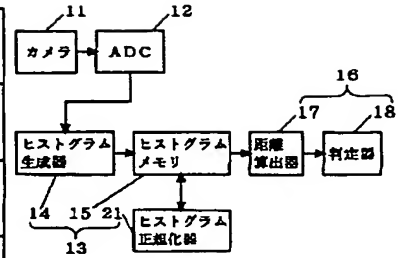 11
12
カメラ
ADC
16
17
18
ヒストグラム
生成器
ヒストグラム
メモリ
距離
算出器
判定器
14
15
21
ヒストグラム
正規化器
13